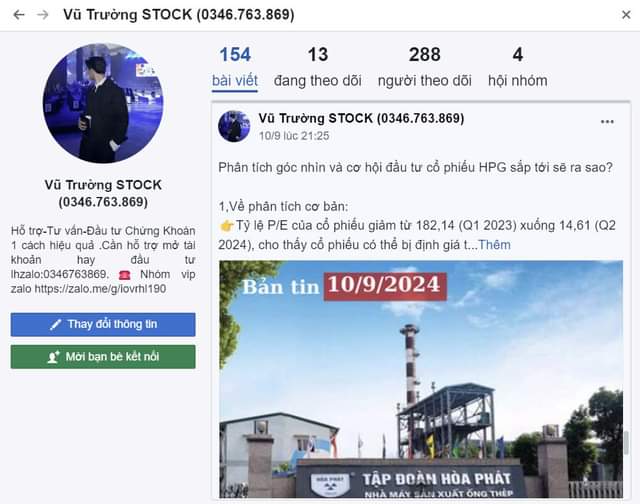 Vũ Trường STOCK (0346.763.869)
154
13
288
4
bài viết
đang theo dõi
người theo dõi
hội nhóm
Vũ Trường STOCK (0346.763.869)
10/9 lúc 21:25
Vũ Trường STOCK
(0346.763.869)
Hỗ trợ-Tư vấn-Đầu tư Chứng Khoán
1 cách hiệu quả .Cần hỗ trợ mở tài
khoản hay đầu tư
lhzalo:0346763869. ☎️ Nhóm vip
zalo https://zalo.me/g/iovrhl190
Thay đổi thông tin
Mời bạn bè kết nối
Phân tích góc nhìn và cơ hội đầu tư cổ phiếu HPG sắp tới sẽ ra sao?
1,Về phân tích cơ bản:
👉Tỷ lệ P/E của cổ phiếu giảm từ 182,14 (Q1 2023) xuống 14,61 (Q2
2024), cho thấy cổ phiếu có thể bị định giá t...Thêm
Bản tin 10/9/2024
HÒA PHÁT
TẬP ĐOÀN HÒA PHÁT
NHÀ MÁY SẢN XUẤT ỐNG THÉP